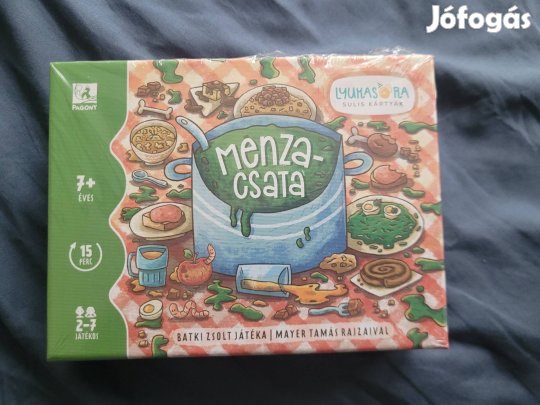 Jófogás
PAGONY
LYUKASÓRA
SULIS KÁRTYÁK
MENZA-
CSATA
7+
ÉVES
15
PERC
2-7
JÁTÉKOS
BATKI ZSOLT JÁTÉKA | MAYER TAMÁS RAJZAIVAL